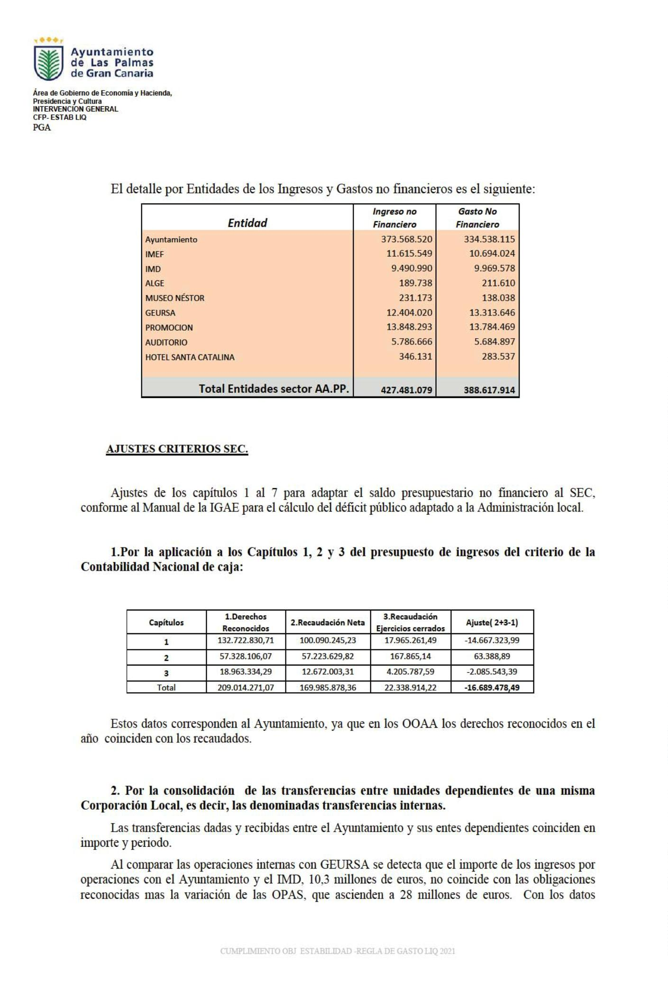 Ayuntamiento
de Las Palmas
de Gran Canaria
Área de Gobierno de Economía y Hacienda,
Presidencia y Cultura
INTERVENCIÓN GENERAL
CFP- ESTAB LIQ
PGA
El detalle por Entidades de los Ingresos y Gastos no financieros es el siguiente:
Entidad Ingreso no Financiero Gasto No Financiero
Ayuntamiento 373.568.520 334.538.115
IMEF 11.615.549 10.694.024
IMD 9.490.990 9.969.578
ALGE 189.738 211.610
MUSEO NÉSTOR 231.173 138.038
GEURSA 12.404.020 13.313.646
PROMOCION 13.848.293 13.784.469
AUDITORIO 5.786.666 5.684.897
HOTEL SANTA CATALINA 346.131 283.537
Total Entidades sector AA.PP. 427.481.079 388.617.914
AJUSTES CRITERIOS SEC.
Ajustes de los capítulos 1 al 7 para adaptar el saldo presupuestario no financiero al SEC,
conforme al Manual de la IGAE para el cálculo del déficit público adaptado a la Administración local.
1.Por la aplicación a los Capítulos 1, 2 y 3 del presupuesto de ingresos del criterio de la
Contabilidad Nacional de caja:
Capítulos 1.Derechos Reconocidos 2.Recaudación Neta 3.Recaudación Ejercicios cerrados Ajuste( 2+3-1)
1 132.722.830,71 100.090.245,23 17.965.261,49 -14.667.323,99
2 57.328.106,07 57.223.629,82 167.865,14 63.388,89
3 18.963.334,29 12.672.003,31 4.205.787,59 -2.085.543,39
Total 209.014.271,07 169.985.878,36 22.338.914,22 -16.689.478,49
Estos datos corresponden al Ayuntamiento, ya que en los OOAA los derechos reconocidos en el
año coinciden con los recaudados.
2. Por la consolidación de las transferencias entre unidades dependientes de una misma
Corporación Local, es decir, las denominadas transferencias internas.
Las transferencias dadas y recibidas entre el Ayuntamiento y sus entes dependientes coinciden en
importe y periodo.
Al comparar las operaciones internas con GEURSA se detecta que el importe de los ingresos por
operaciones con el Ayuntamiento y el IMD, 10,3 millones de euros, no coincide con las obligaciones
reconocidas mas la variación de las OPAS, que ascienden a 28 millones de euros. Con los datos
CUMPLIMIENTO OBJ ESTABILIDAD -REGLA DE GASTO LIQ 2021